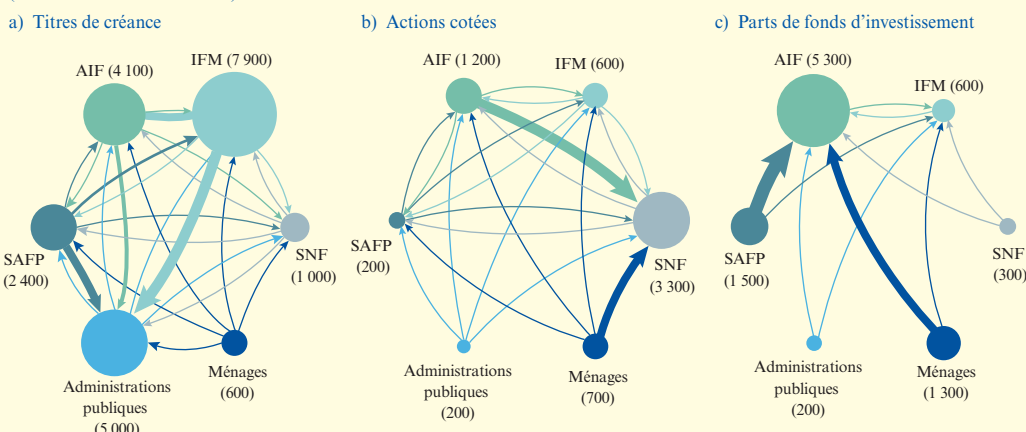 a) Titres de créance
AIF (4 100)
IFM (7 900)
SAFP
(2 400)
SNF
(1 000)
Administrations
publiques
(5 000)
Ménages
(600)
b) Actions cotées
AIF (1 200)
IFM (600)
SAFP
(200)
SNF
(3 300)
Administrations
publiques
(200)
Ménages
(700)
c) Parts de fonds d'investissement
AIF (5 300)
IFM (600)
SAFP
(1 500)
SNF
(300)
Administrations
publiques
(200)
Ménages
(1 300)